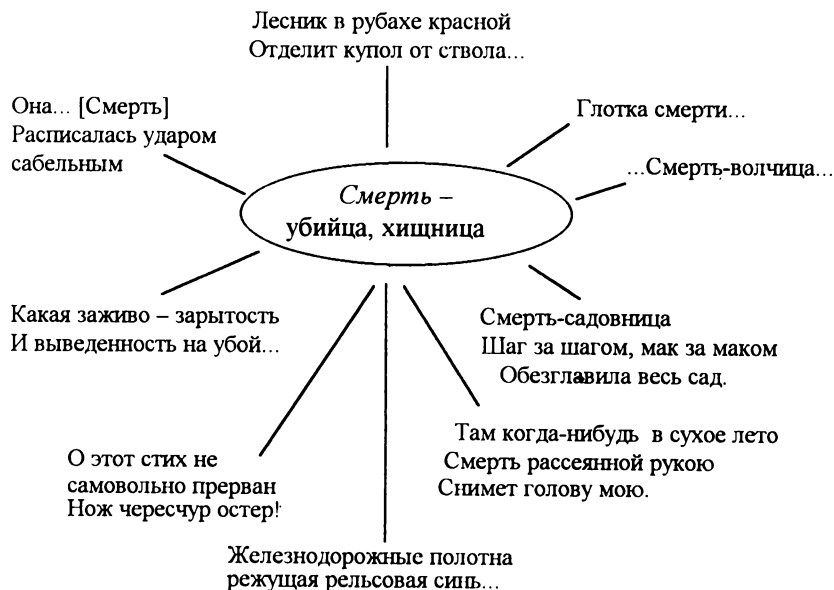 Лесник в рубахе красной
Отделит купол от ствола...
Она... [Смерть]
Расписалась ударом
сабельным
Глотка смерти...
...Смерть-волчица...
Смерть –
убийца, хищница
Какая заживо – зарытость
И выведенность на убой...
Смерть-садовница
Шаг за шагом, мак за маком
Обезглавила весь сад.
Там когда-нибудь в сухое лето
Смерть рассеянной рукою
Снимет голову мою.
О этот стих не
самовольно прерван
Нож чересчур остер!
Железнодорожные полотна
режущая рельсовая синь...